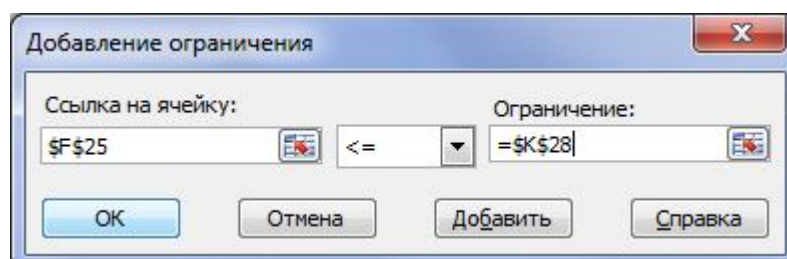 Добавление ограничения
Ссылка на ячейку: Ограничение:
$F$25 <= =$K$28
ОК Отмена Добавить Справка